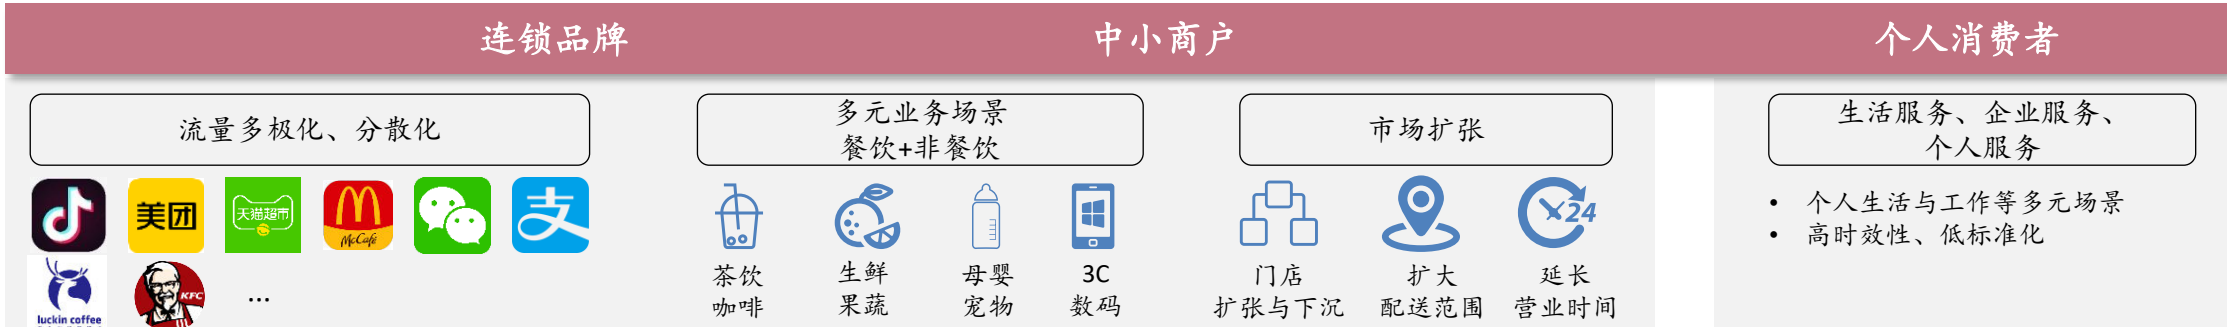 连锁品牌
中小商户
个人消费者
流量多极化、分散化
多元业务场景
餐饮+非餐饮
市场扩张
生活服务、企业服务、
个人服务
美团
天猫超市
McCafé
支
luckin coffee
KFC
...
茶饮
咖啡
生鲜
果蔬
母婴
宠物
3C
数码
24
门店
扩张与下沉
扩大
配送范围
延长
营业时间
• 个人生活与工作等多元场景
• 高时效性、低标准化